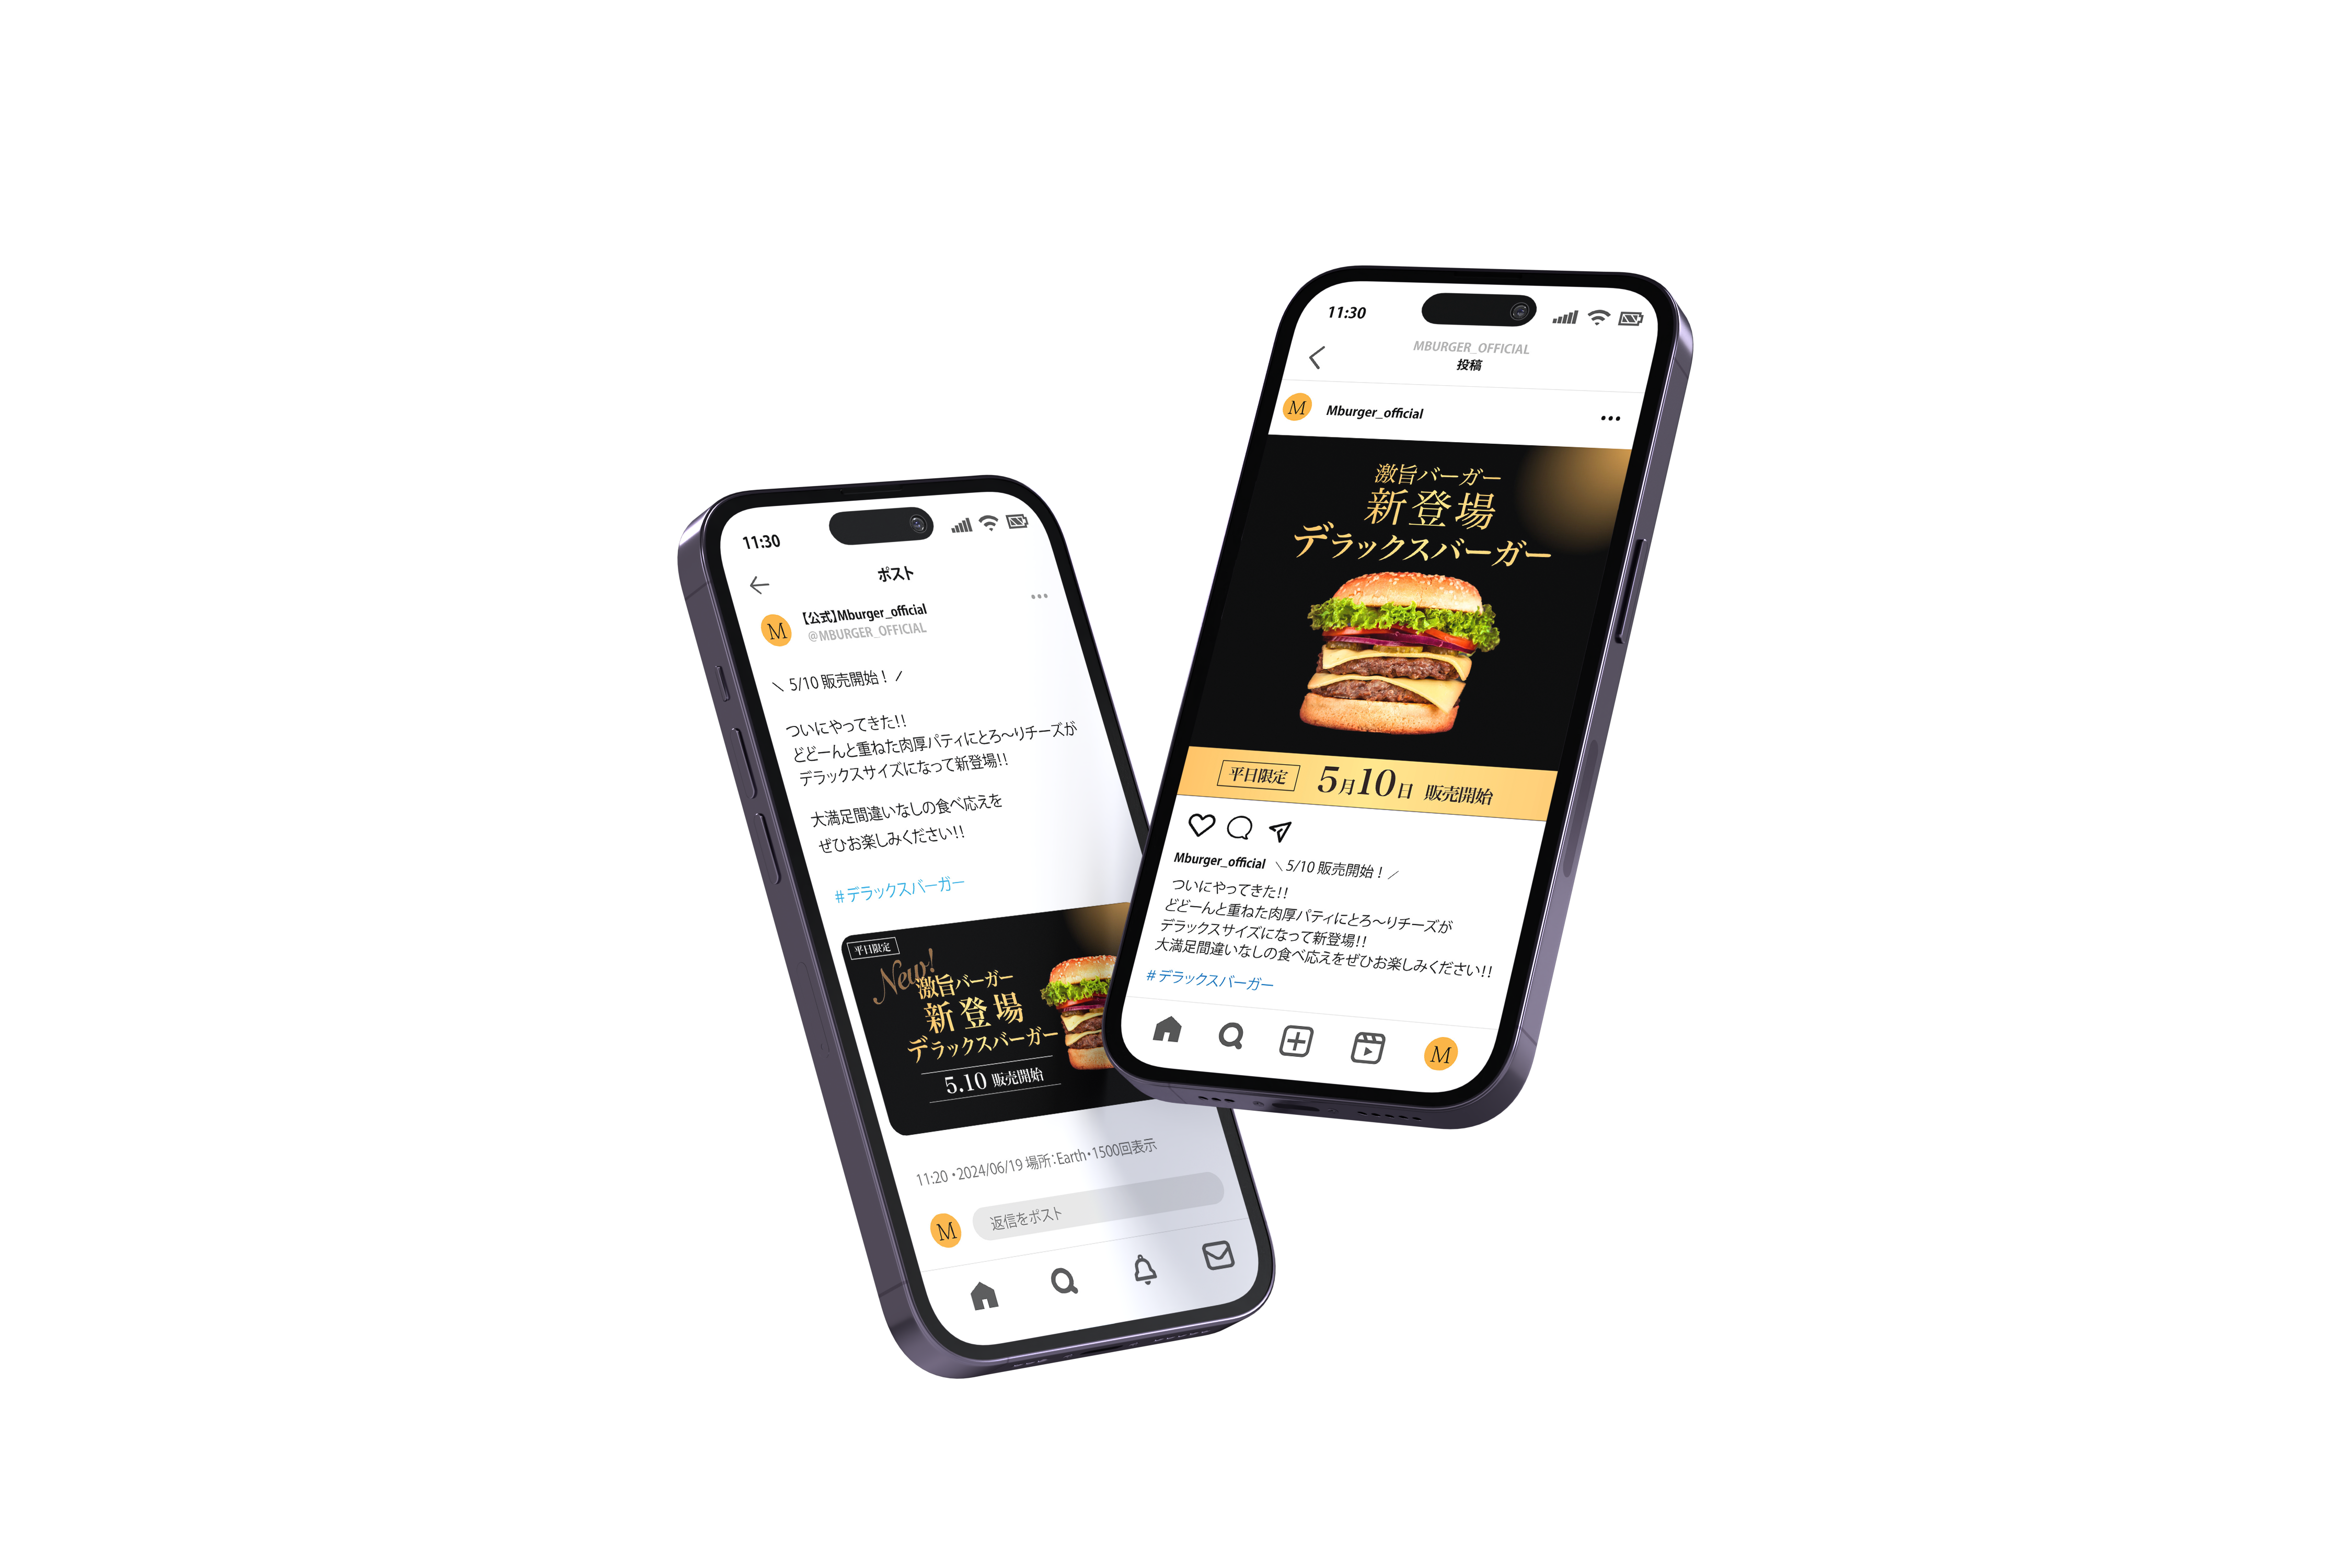 11:30
ポスト
M
【公式】Mburger_official
@MBURGER_OFFICIAL
\ 5/10 販売開始！ /
ついにやってきた!!
どどーんと重ねた肉厚パティにとろ〜りチーズが
デラックスサイズになって新登場!!
大満足間違いなしの食べ応えを
ぜひお楽しみください!!
#デラックスバーガー
平日限定
New!
激旨バーガー
新登場
デラックスバーガー
5.10 販売開始
11:20・2024/06/19 場所：Earth・1500回表示
M
返信をポスト
11:30
MBURGER_OFFICIAL
投稿
M Mburger_official
激旨バーガー
新登場
デラックスバーガー
平日限定 5月10日 販売開始
Mburger_official \ 5/10 販売開始！ /
ついにやってきた!!
どどーんと重ねた肉厚パティにとろ〜りチーズが
デラックスサイズになって新登場!!
大満足間違いなしの食べ応えをぜひお楽しみください!!
#デラックスバーガー
M